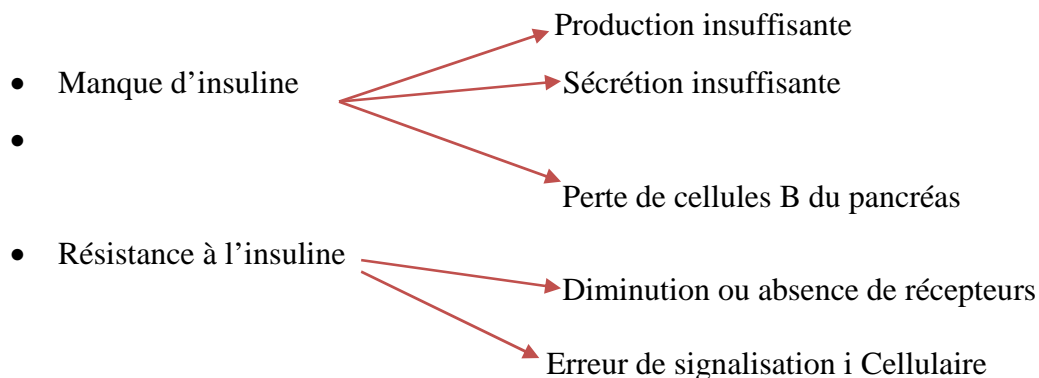 Production insuffisante
• Manque d’insuline
Sécrétion insuffisante
•
Perte de cellules B du pancréas
• Résistance à l’insuline
Diminution ou absence de récepteurs
Erreur de signalisation i Cellulaire